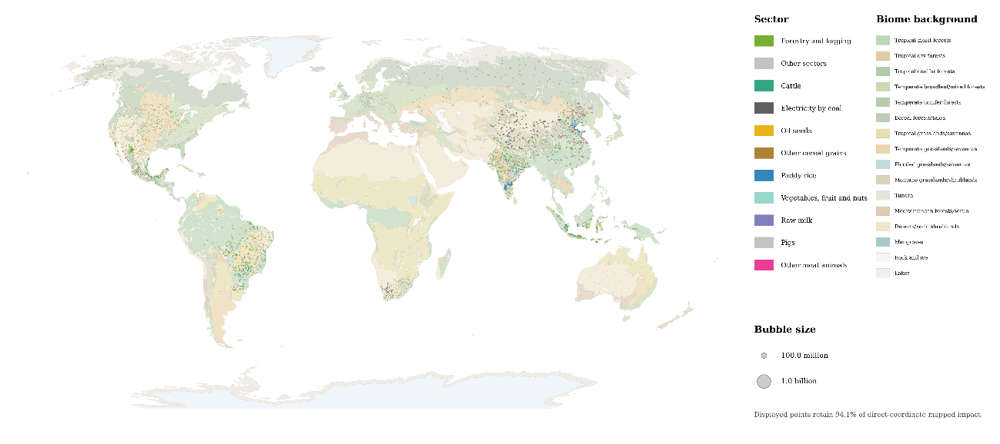 Sector
Forestry and logging
Other sectors
Cattle
Electricity by coal
Oil seeds
Other cereal grains
Paddy rice
Vegetables, fruit and nuts
Raw milk
Pigs
Other meat animals
Biome background
Tropical moist forests
Tropical dry forests
Tropical conifer forests
Temperate broadleaf/mixed forests
Temperate conifer forests
Boreal forests/taiga
Tropical grasslands/savannas
Temperate grasslands/savannas
Flooded grasslands/savannas
Montane grasslands/shrublands
Tundra
Mediterranean forests/scrub
Deserts/xeric shrublands
Mangroves
Rock and ice
Lakes
Bubble size
100.0 million
1.0 billion
Displayed points retain 94.1% of direct-coordinate mapped impact